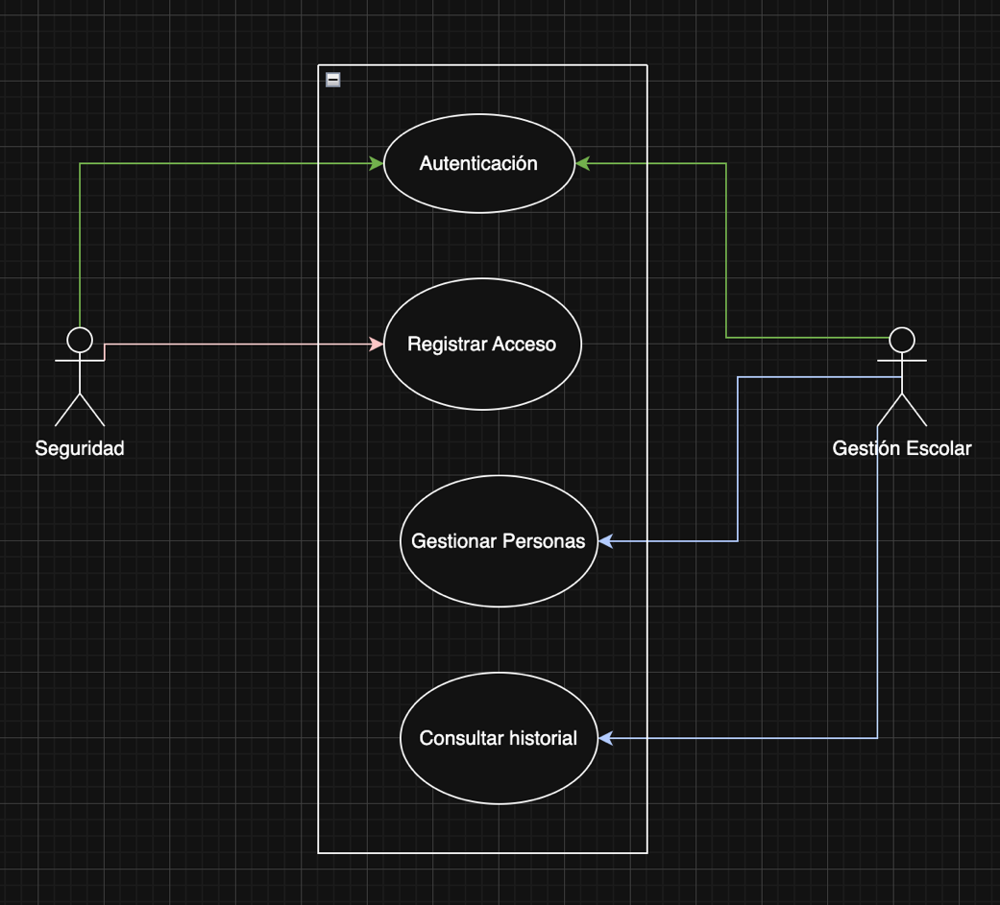 Autenticación
Registrar Acceso
Seguridad
Gestión Escolar
Gestionar Personas
Consultar historial